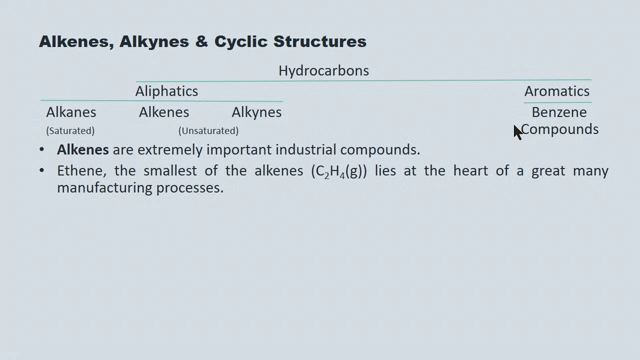 Alkenes, Alkynes & Cyclic Structures
Hydrocarbons
Aliphatics Aromatics
Alkanes Alkenes Alkynes Benzene
(Saturated) (Unsaturated) Compounds
• Alkenes are extremely important industrial compounds.
• Ethene, the smallest of the alkenes (C₂H₄(g)) lies at the heart of a great many
manufacturing processes.